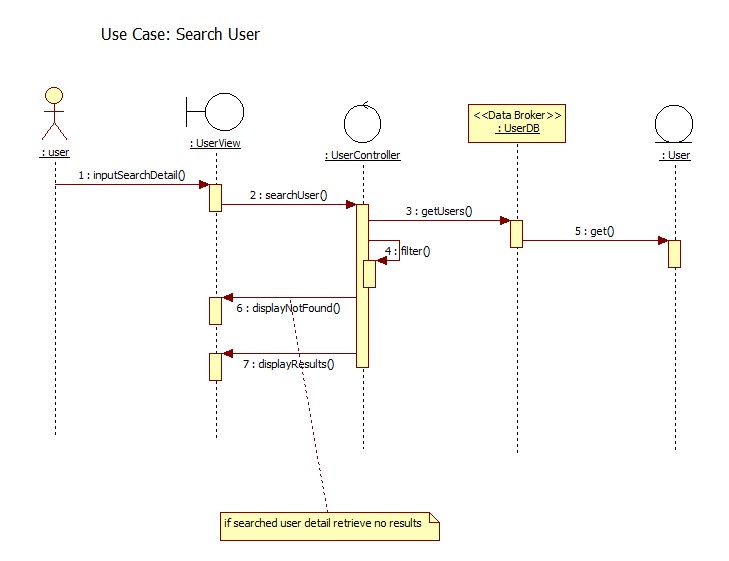 Use Case: Search User
<<Data Broker>>
: UserDB
: user
: UserView
: UserController
: User
1 : inputSearchDetail()
2 : searchUser()
3 : getUsers()
5 : get()
4 : filter()
6 : displayNotFound()
7 : displayResults()
if searched user detail retrieve no results